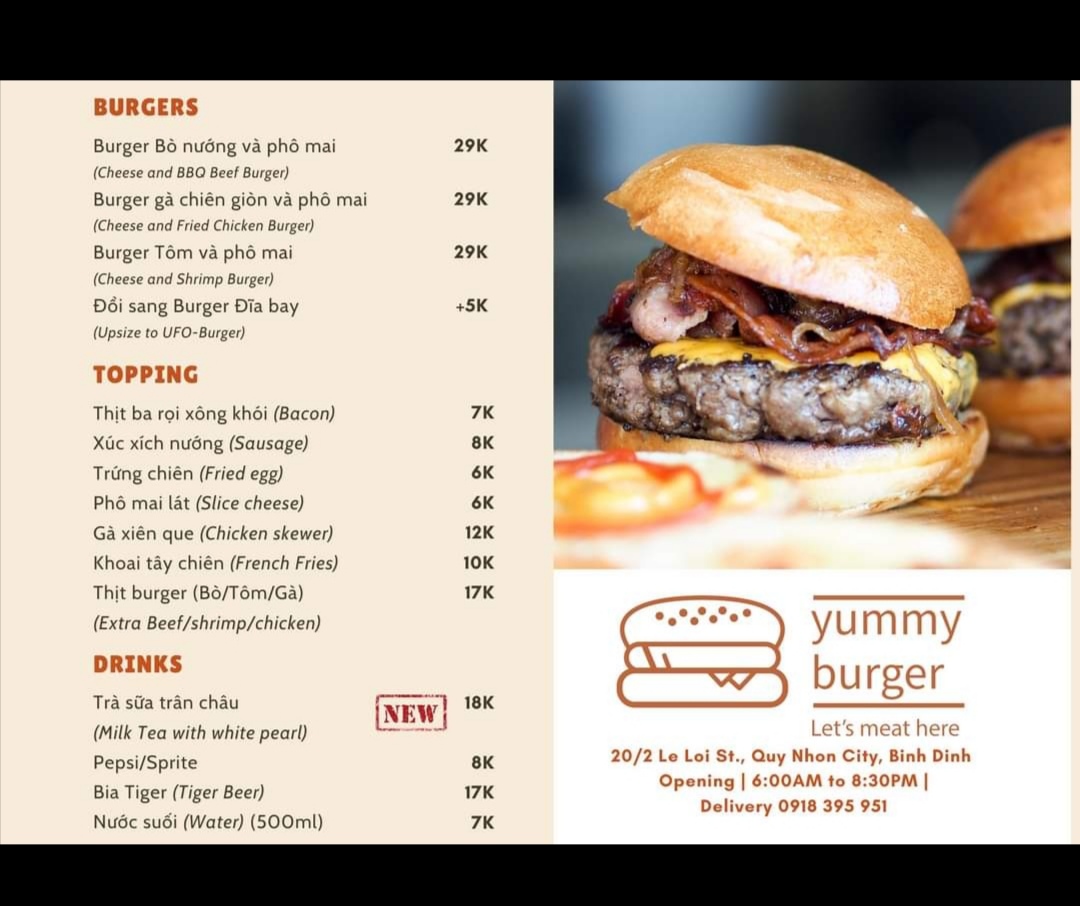 BURGERS
Burger Bò nướng và phô mai 29K
(Cheese and BBQ Beef Burger)
Burger gà chiên giòn và phô mai 29K
(Cheese and Fried Chicken Burger)
Burger Tôm và phô mai 29K
(Cheese and Shrimp Burger)
Đổi sang Burger Đĩa bay +5K
(Upsize to UFO-Burger)
TOPPING
Thịt ba rọi xông khói (Bacon) 7K
Xúc xích nướng (Sausage) 8K
Trứng chiên (Fried egg) 6K
Phô mai lát (Slice cheese) 6K
Gà xiên que (Chicken skewer) 12K
Khoai tây chiên (French Fries) 10K
Thịt burger (Bò/Tôm/Gà) 17K
(Extra Beef/shrimp/chicken)
DRINKS
Trà sữa trân châu NEW 18K
(Milk Tea with white pearl)
Pepsi/Sprite 8K
Bia Tiger (Tiger Beer) 17K
Nước suối (Water) (500ml) 7K
yummy
burger
Let's meat here
20/2 Le Loi St., Quy Nhon City, Binh Dinh
Opening | 6:00AM to 8:30PM |
Delivery 0918 395 951